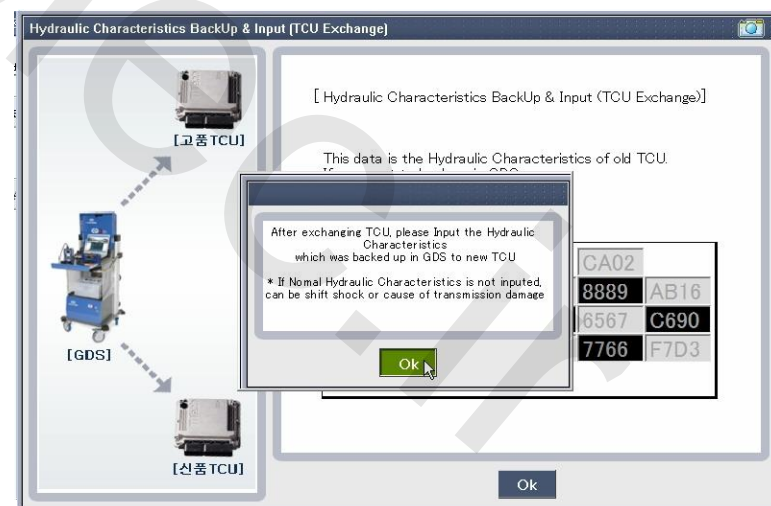 Hydraulic Characteristics BackUp & Input (TCU Exchange)
[고품TCU]
[GDS]
[신품TCU]
[ Hydraulic Characteristics BackUp & Input (TCU Exchange)]
This data is the Hydraulic Characteristics of old TCU.
After exchanging TCU, please Input the Hydraulic
Characteristics
which was backed up in GDS to new TCU
* If Nomal Hydraulic Characteristics is not inputed,
can be shift shock or cause of transmission damage
Ok
CA02
8889 AB16
6567 C690
7766 F7D3
Ok